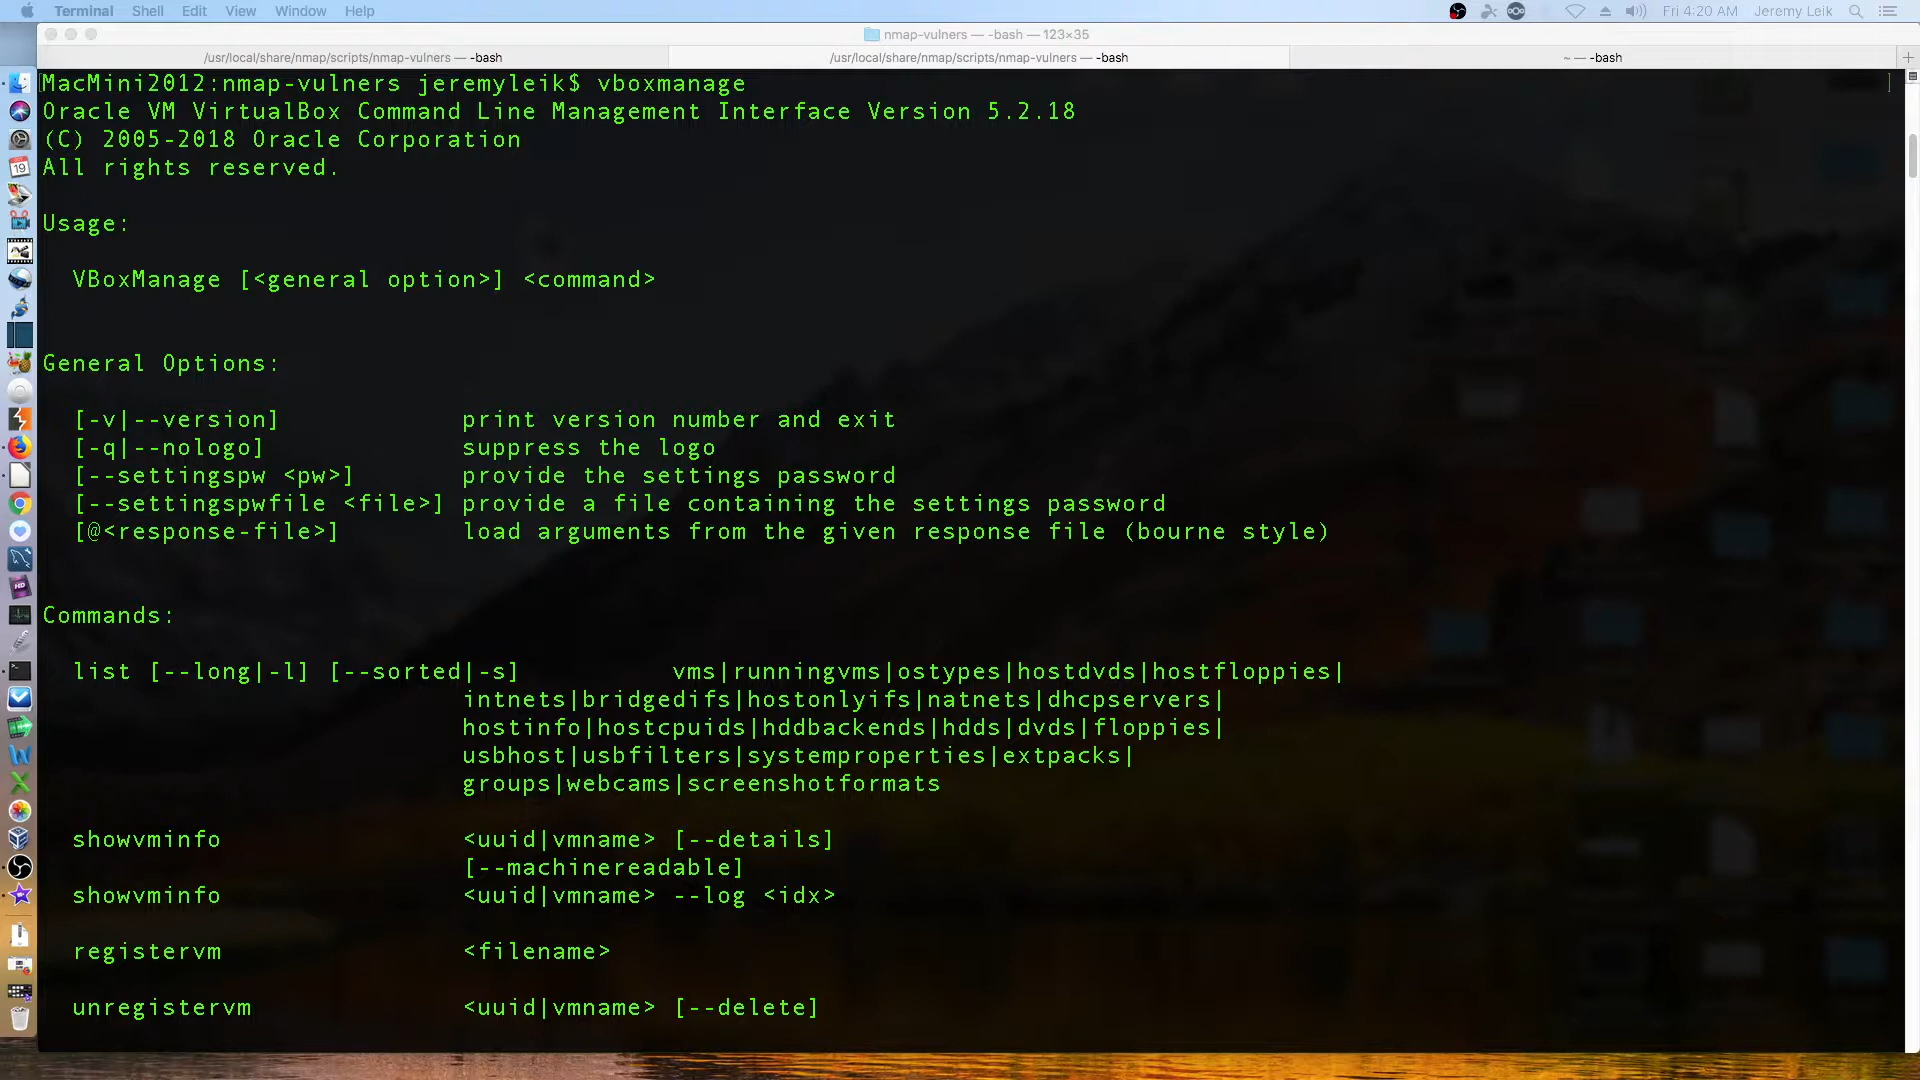 Terminal Shell Edit View Window Help
Fri 4:20 AM Jeremy Leik
nmap-vulners — -bash — 123×35
/usr/local/share/nmap/scripts/nmap-vulners — -bash
/usr/local/share/nmap/scripts/nmap-vulners — -bash
~ — -bash
MacMini2012:nmap-vulners jeremyleik$ vboxmanage
Oracle VM VirtualBox Command Line Management Interface Version 5.2.18
(C) 2005-2018 Oracle Corporation
All rights reserved.
Usage:
VBoxManage [<general option>] <command>
General Options:
[-v|--version] print version number and exit
[-q|--nologo] suppress the logo
[--settingspw <pw>] provide the settings password
[--settingspwfile <file>] provide a file containing the settings password
[@<response-file>] load arguments from the given response file (bourne style)
Commands:
list [--long|-l] [--sorted|-s] vms|runningvms|ostypes|hostdvds|hostfloppies|
intnets|bridgedifs|hostonlyifs|natnets|dhcpservers|
hostinfo|hostcpuids|hddbackends|hdds|dvds|floppies|
usbhost|usbfilters|systemproperties|extpacks|
groups|webcams|screenshotformats
showvminfo <uuid|vmname> [--details]
[--machinereadable]
showvminfo <uuid|vmname> --log <idx>
registervm <filename>
unregistervm <uuid|vmname> [--delete]
19
HD